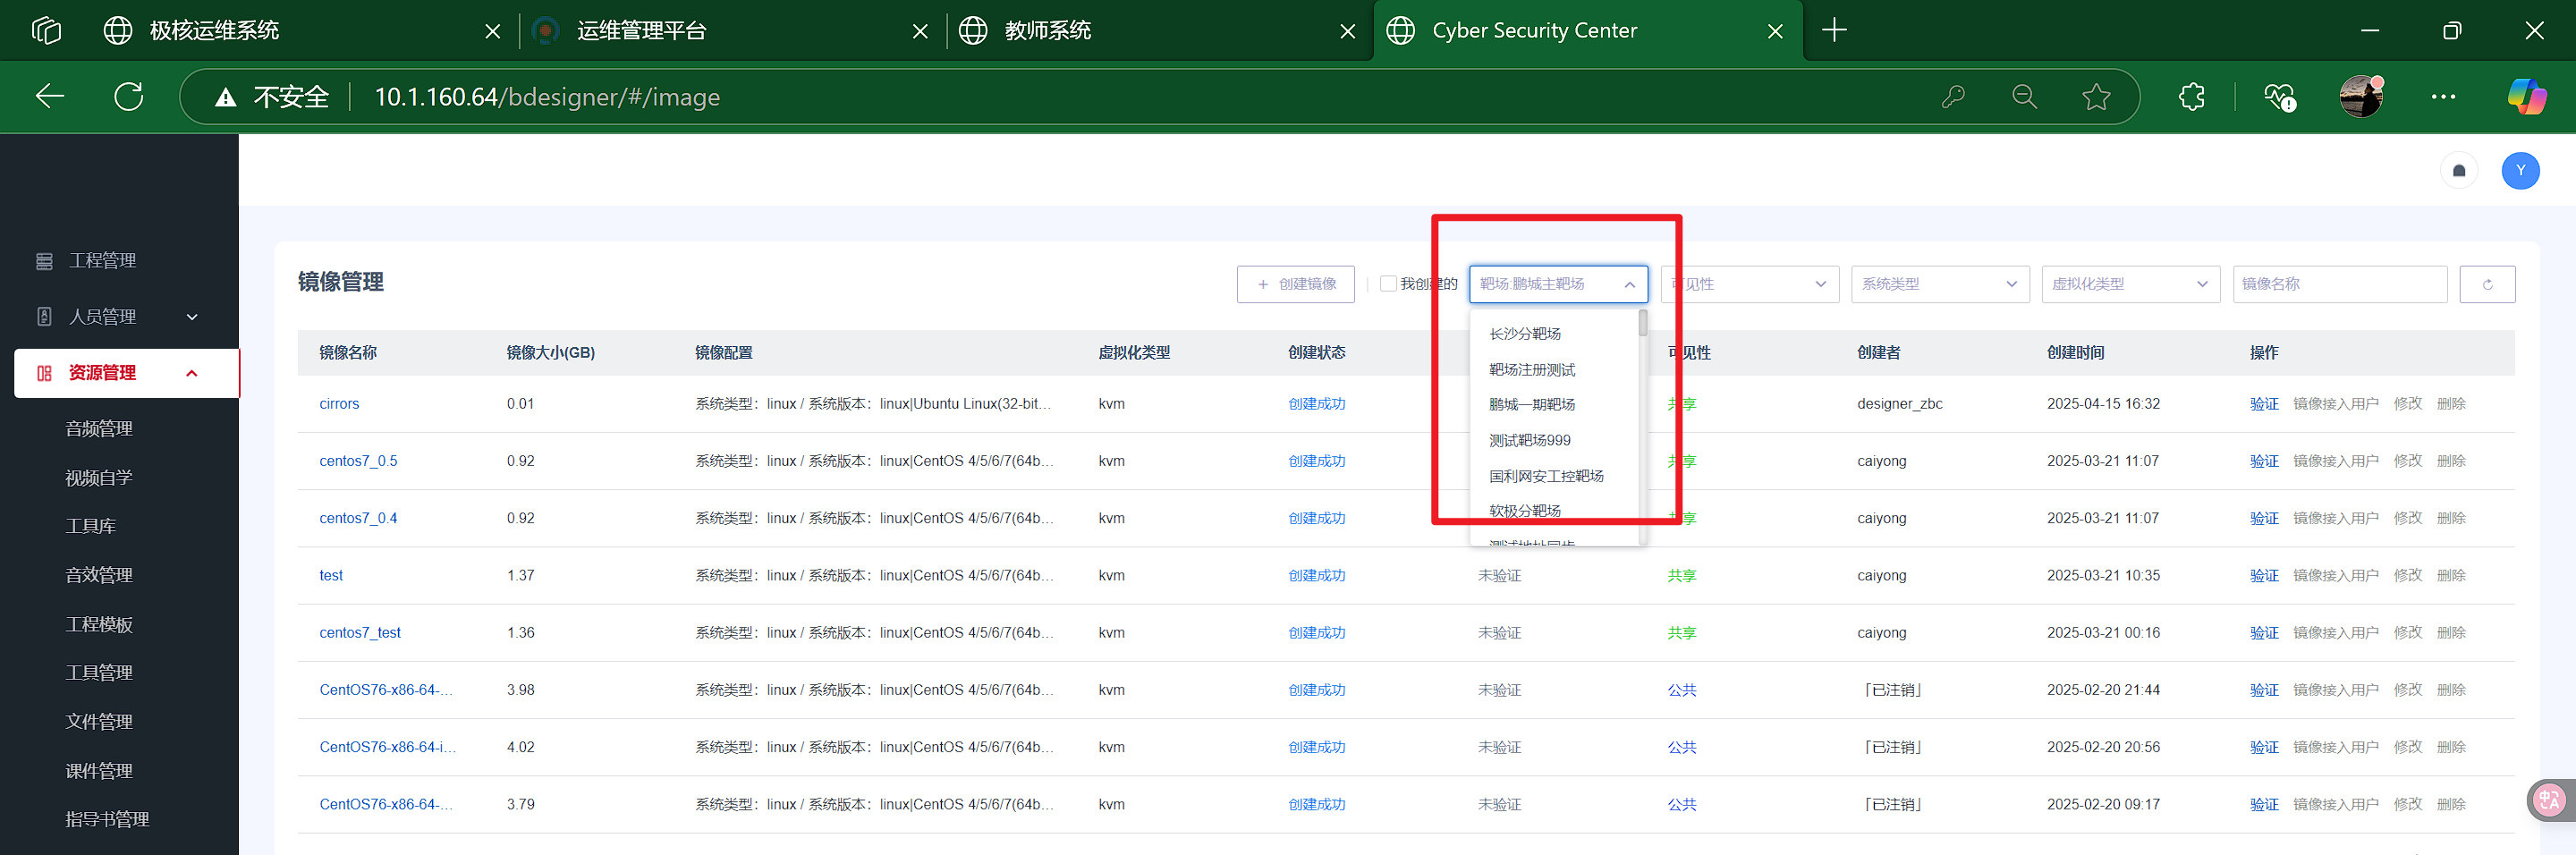 极核运维系统
运维管理平台
教师系统
Cyber Security Center
不安全
10.1.160.64/bdesigner/#/image
Y
工程管理
人员管理
资源管理
音频管理
视频自学
工具库
音效管理
工程模板
工具管理
文件管理
课件管理
指导书管理
镜像管理
+ 创建镜像
我创建的
靶场:鹏城主靶场
可见性
系统类型
虚拟化类型
镜像名称
长沙分靶场
靶场注册测试
鹏城一期靶场
测试靶场999
国利网安工控靶场
软极分靶场
测试地址同步
镜像名称 镜像大小(GB) 镜像配置 虚拟化类型 创建状态 可见性 创建者 创建时间 操作
cirrors 0.01 系统类型：linux / 系统版本：linux|Ubuntu Linux(32-bit... kvm 创建成功 共享 designer_zbc 2025-04-15 16:32 验证 镜像接入用户 修改 删除
centos7_0.5 0.92 系统类型：linux / 系统版本：linux|CentOS 4/5/6/7(64b... kvm 创建成功 共享 caiyong 2025-03-21 11:07 验证 镜像接入用户 修改 删除
centos7_0.4 0.92 系统类型：linux / 系统版本：linux|CentOS 4/5/6/7(64b... kvm 创建成功 共享 caiyong 2025-03-21 11:07 验证 镜像接入用户 修改 删除
test 1.37 系统类型：linux / 系统版本：linux|CentOS 4/5/6/7(64b... kvm 创建成功 未验证 共享 caiyong 2025-03-21 10:35 验证 镜像接入用户 修改 删除
centos7_test 1.36 系统类型：linux / 系统版本：linux|CentOS 4/5/6/7(64b... kvm 创建成功 未验证 共享 caiyong 2025-03-21 00:16 验证 镜像接入用户 修改 删除
CentOS76-x86-64-... 3.98 系统类型：linux / 系统版本：linux|CentOS 4/5/6/7(64b... kvm 创建成功 未验证 公共 「已注销」 2025-02-20 21:44 验证 镜像接入用户 修改 删除
CentOS76-x86-64-i... 4.02 系统类型：linux / 系统版本：linux|CentOS 4/5/6/7(64b... kvm 创建成功 未验证 公共 「已注销」 2025-02-20 20:56 验证 镜像接入用户 修改 删除
CentOS76-x86-64-... 3.79 系统类型：linux / 系统版本：linux|CentOS 4/5/6/7(64b... kvm 创建成功 未验证 公共 「已注销」 2025-02-20 09:17 验证 镜像接入用户 修改 删除